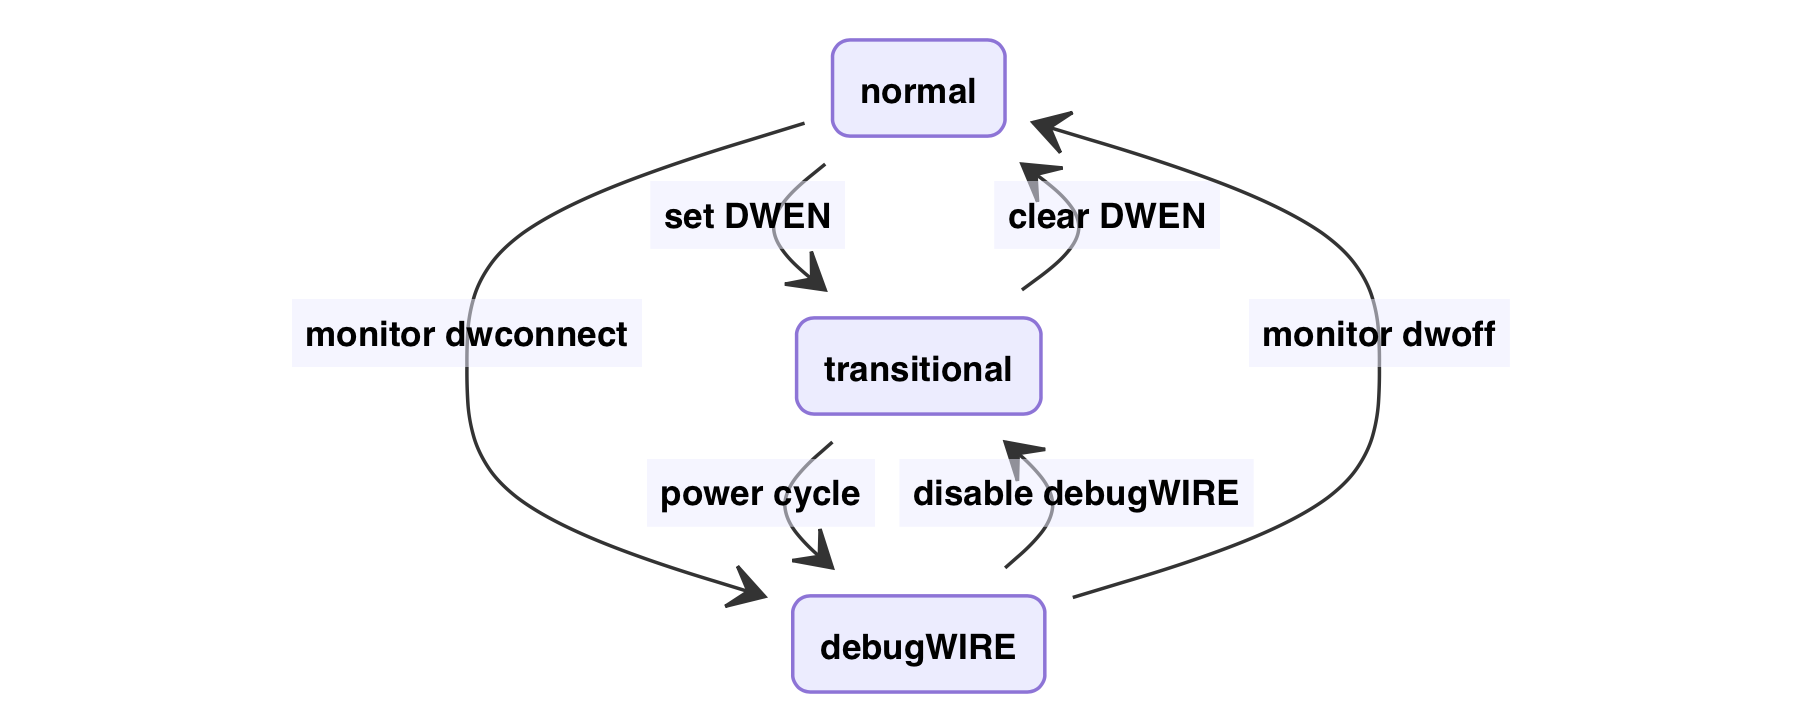 normal
set DWEN
clear DWEN
monitor dwconnect
monitor dwoff
transitional
power cycle
disable debugWIRE
debugWIRE